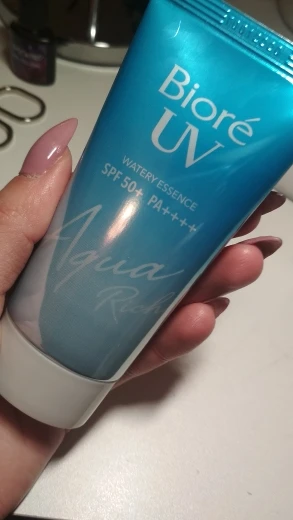 Bioré
UV
WATERY ESSENCE
SPF 50+ PA++++
Aqua
Rich